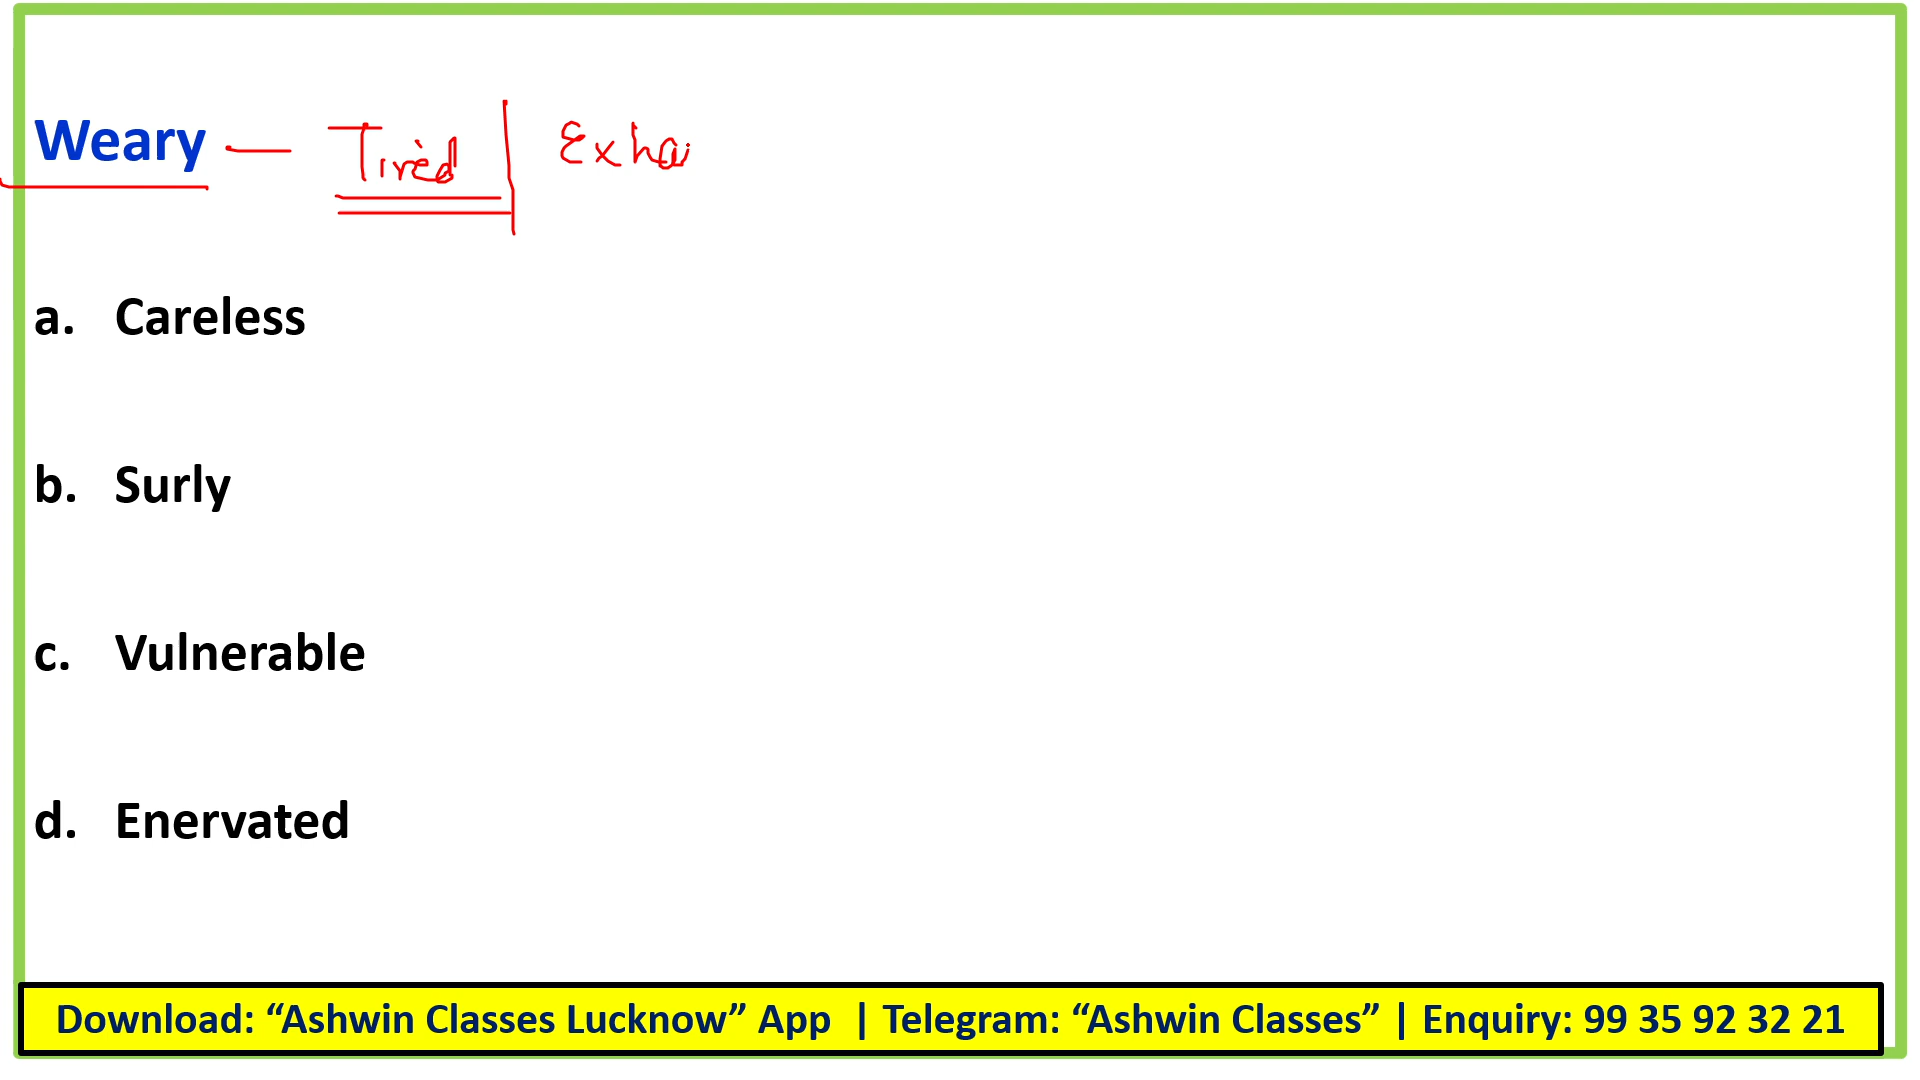 Weary — Tired | Exha
a. Careless
b. Surly
c. Vulnerable
d. Enervated
Download: “Ashwin Classes Lucknow” App | Telegram: “Ashwin Classes” | Enquiry: 99 35 92 32 21